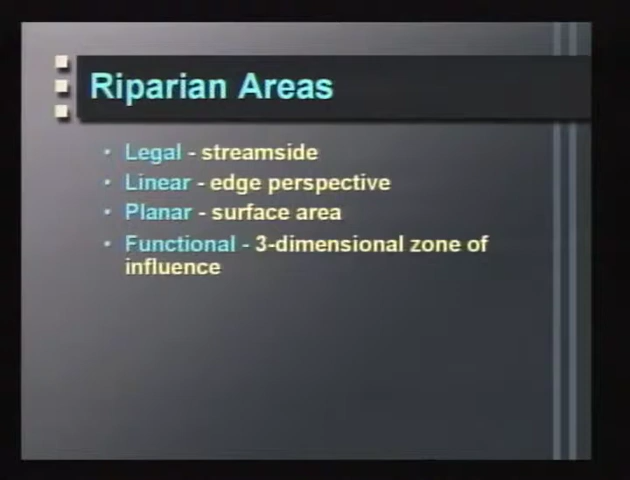 Riparian Areas
• Legal - streamside
• Linear - edge perspective
• Planar - surface area
• Functional - 3-dimensional zone of
influence